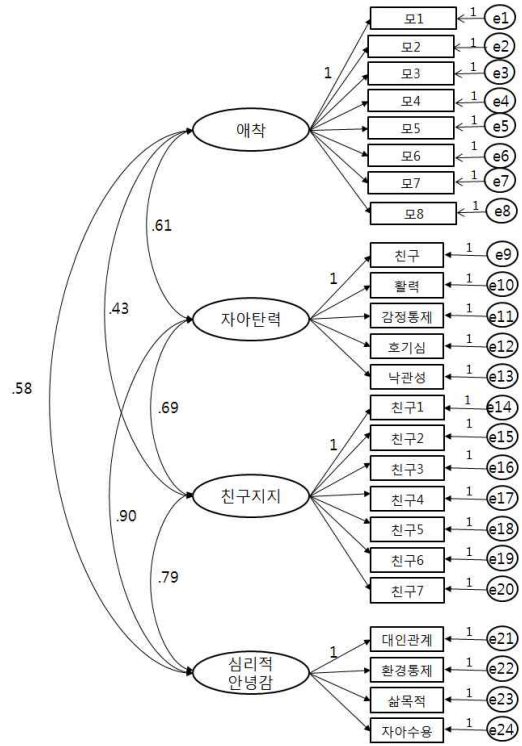 1
모1
1
e1
모2
1
e2
모3
1
e3
모4
1
e4
모5
1
e5
모6
1
e6
모7
1
e7
모8
1
e8
애착
1
.61
.43
.58
친구
1
e9
활력
1
e10
감정통제
1
e11
호기심
1
e12
낙관성
1
e13
자아탄력
1
.69
.90
친구1
1
e14
친구2
1
e15
친구3
1
e16
친구4
1
e17
친구5
1
e18
친구6
1
e19
친구7
1
e20
친구지지
.79
대인관계
1
e21
환경통제
1
e22
삶목적
1
e23
자아수용
1
e24
심리적
안녕감
1